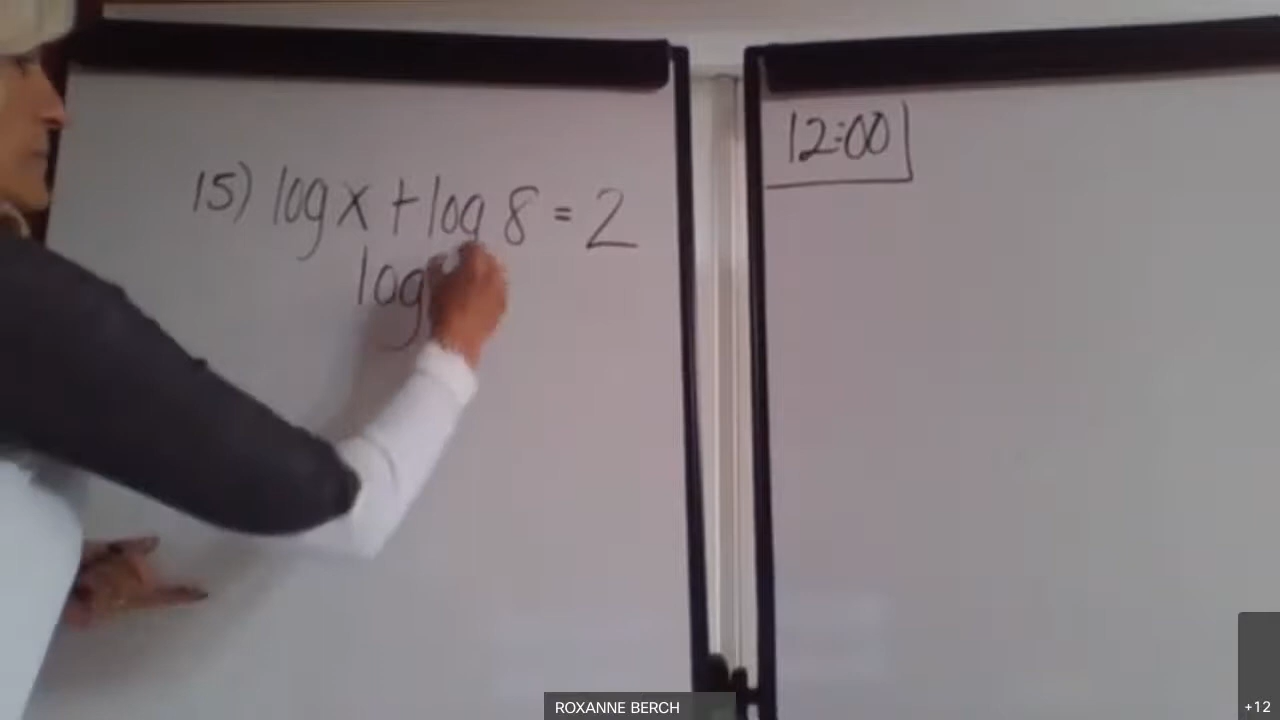 15) log x + log 8 = 2
log
12:00
ROXANNE BERCH
+12